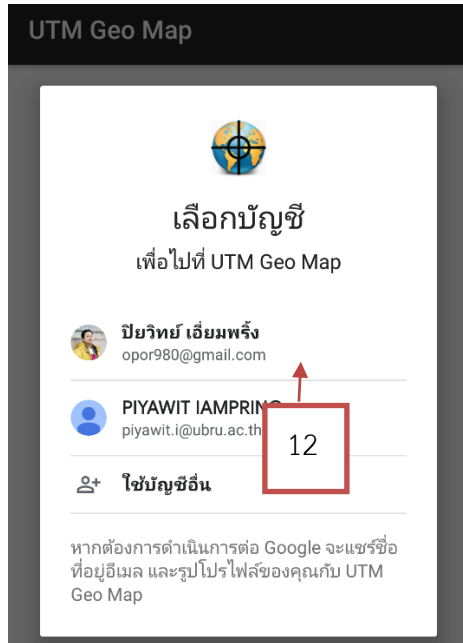 UTM Geo Map
เลือกบัญชี
เพื่อไปที่ UTM Geo Map
ปิยวิทย์ เอี่ยมพริ้ง
opor980@gmail.com
PIYAWIT
piyawit.i@ubru.ac.th
12
ใช้บัญชีอื่น
หากต้องการดำเนินการต่อ Google จะแชร์ชื่อ
ที่อยู่อีเมล และรูปโปรไฟล์ของคุณกับ UTM
Geo Map